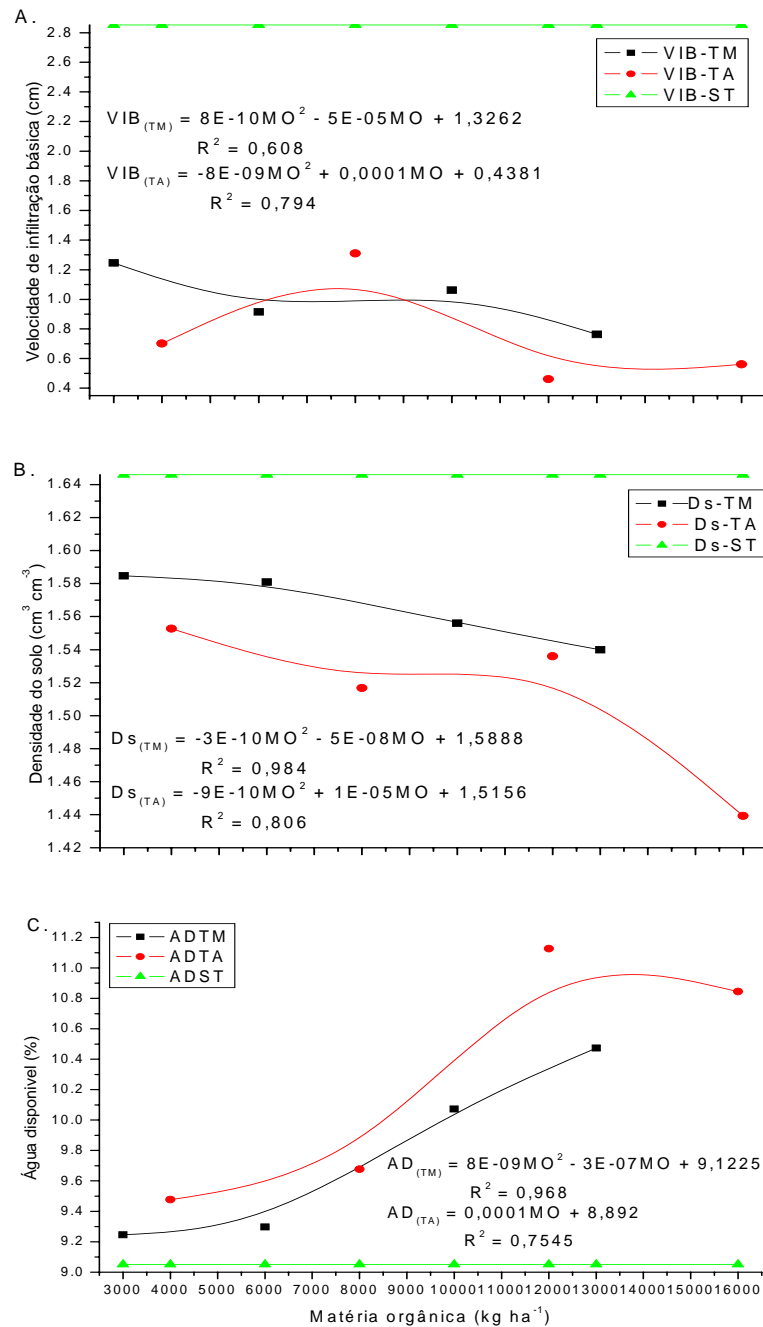 A.
Velocidade de infiltração básica (cm)
2.8
2.6
2.4
2.2
2.0
1.8
1.6
1.4
1.2
1.0
0.8
0.6
0.4
VIB-TM
VIB-TA
VIB-ST
VIB(TM) = 8E-10MO² - 5E-05MO + 1,3262
R² = 0,608
VIB(TA) = -8E-09MO² + 0,0001MO + 0,4381
R² = 0,794
B.
Densidade do solo (cm³ cm⁻³)
1.64
1.62
1.60
1.58
1.56
1.54
1.50
1.48
1.46
1.44
1.42
1.52
Ds-TM
Ds-TA
Ds-ST
Ds(TM) = -3E-10MO² - 5E-08MO + 1,5888
R² = 0,984
Ds(TA) = -9E-10MO² + 1E-05MO + 1,5156
R² = 0,806
C.
Água disponivel (%)
11.2
11.0
10.8
10.6
10.4
10.2
10.0
9.8
9.6
9.4
9.2
9.0
ADTM
ADTA
ADST
AD(TM) = 8E-09MO² - 3E-07MO + 9,1225
R² = 0,968
AD(TA) = 0,0001MO + 8,892
R² = 0,7545
3000 4000 5000 6000 7000 8000 9000 10000 11000 12000 13000 14000 15000 16000
Matéria orgânica (kg ha⁻¹)